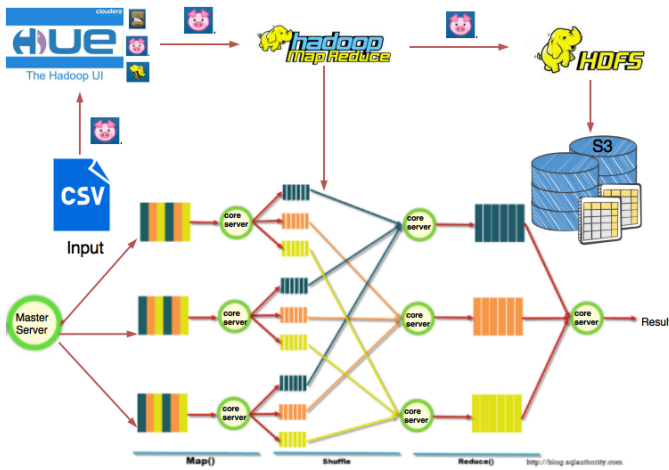 cloudera
HUE
The Hadoop UI
hadoop
Map Reduce
HDFS
S3
CSV
Input
Master
Server
core
server
core
server
core
server
core
server
core
server
core
server
core
server
Resul
Map()
Shuffle
Reduce()
http://blog.sqlauthority.com